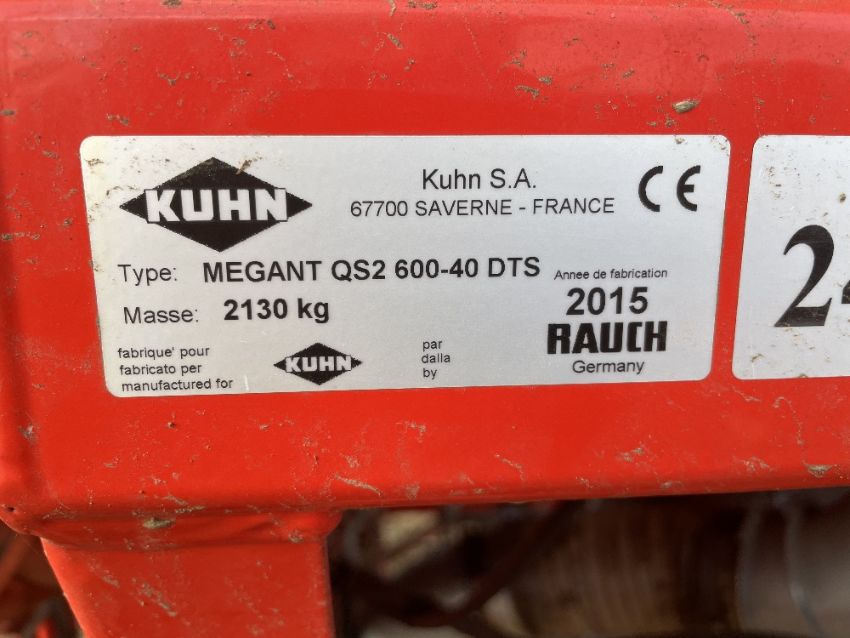 KUHN
Kuhn S.A.
67700 SAVERNE - FRANCE
CE
Type: MEGANT QS2 600-40 DTS
Annee de fabrication
Masse: 2130 kg
2015
RAUCH
Germany
fabrique' pour
fabricato per
manufactured for
KUHN
par
dalla
by